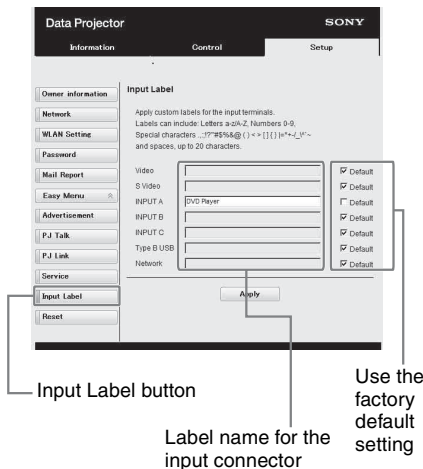 Data Projector
SONY
Information
Control
Setup
Owner information
Network
WLAN Setting
Password
Mail Report
Easy Menu
Advertisement
PJ Talk
PJ Link
Service
Input Label
Reset
Input Label
Apply custom labels for the input terminals.
Labels can include: Letters a-z/A-Z, Numbers 0-9,
and spaces, up to 20 characters.
Video
Default
S Video
Default
INPUT A
DVD Player
Default
INPUT B
Default
INPUT C
Default
Type B USB
Default
Network
Default
Apply
Input Label button
Label name for the
input connector
Use the
factory
default
setting